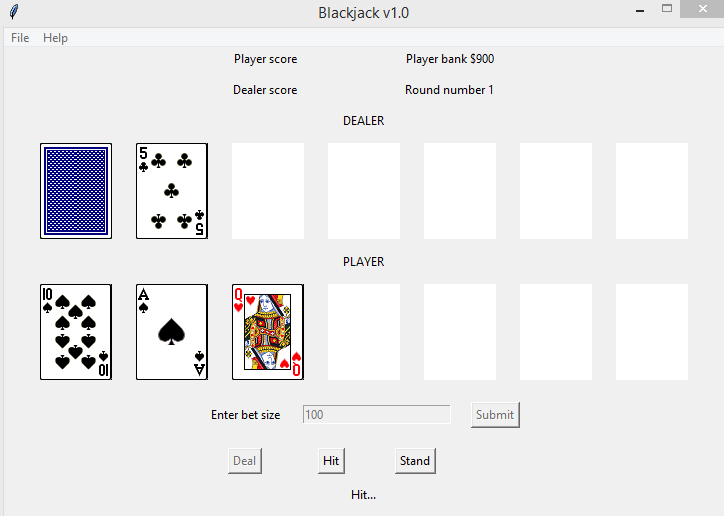 Blackjack v1.0
File Help
Player score Player bank $900
Dealer score Round number 1
DEALER
5 5
PLAYER
10 10 A A Q Q
Enter bet size 100 Submit
Deal Hit Stand
Hit...